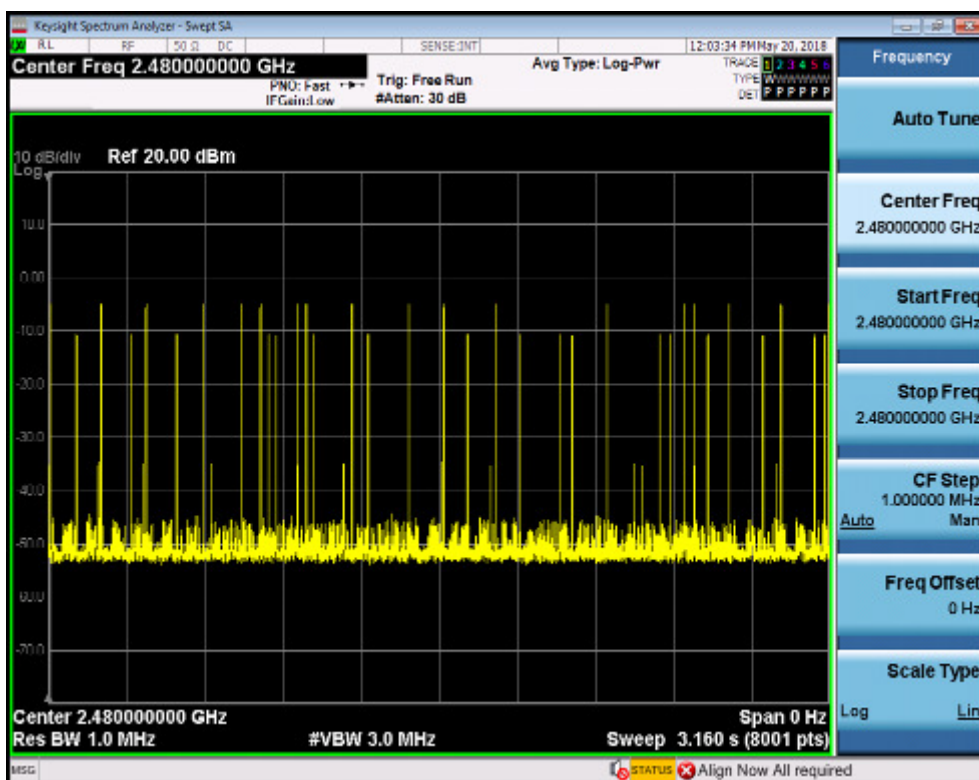 Keysight Spectrum Analyzer - Swept SA
RL RF 50 Ω DC SENSE:INT 12:03:34 PM May 20, 2018
Center Freq 2.480000000 GHz
PNO: Fast
IFGain:Low
Trig: Free Run
#Atten: 30 dB
Avg Type: Log-Pwr
TRACE 1 2 3 4 5 6
TYPE WWWWWW
DET P P P P P P
10 dB/div Ref 20.00 dBm
Log
10.0
0.00
-10.0
-20.0
-30.0
-40.0
-50.0
-60.0
-70.0
Center 2.480000000 GHz Span 0 Hz
Res BW 1.0 MHz #VBW 3.0 MHz Sweep 3.160 s (8001 pts)
MSG STATUS Align Now All required
Frequency
Auto Tune
Center Freq
2.480000000 GHz
Start Freq
2.480000000 GHz
Stop Freq
2.480000000 GHz
CF Step
1.000000 MHz
Auto Man
Freq Offset
0 Hz
Scale Type
Log Lin